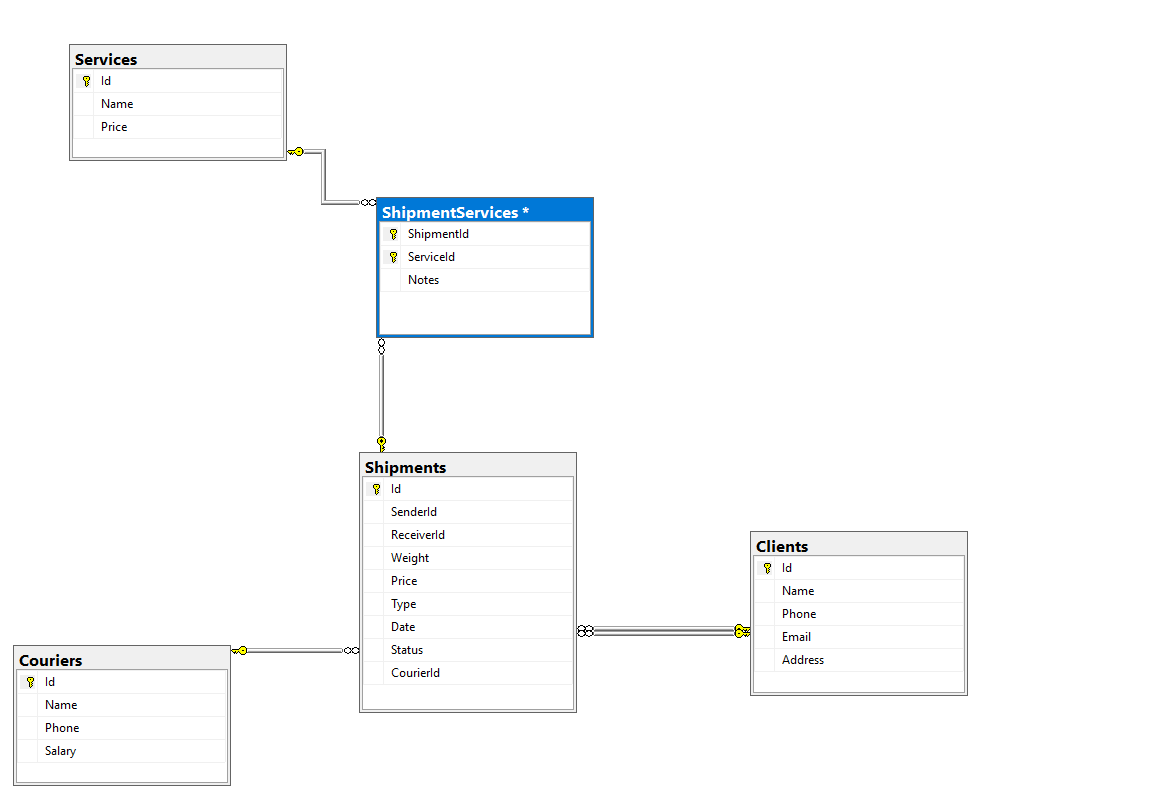 Services
Id
Name
Price
ShipmentServices *
ShipmentId
ServiceId
Notes
Shipments
Id
SenderId
ReceiverId
Weight
Price
Type
Date
Status
CourierId
Clients
Id
Name
Phone
Email
Address
Couriers
Id
Name
Phone
Salary